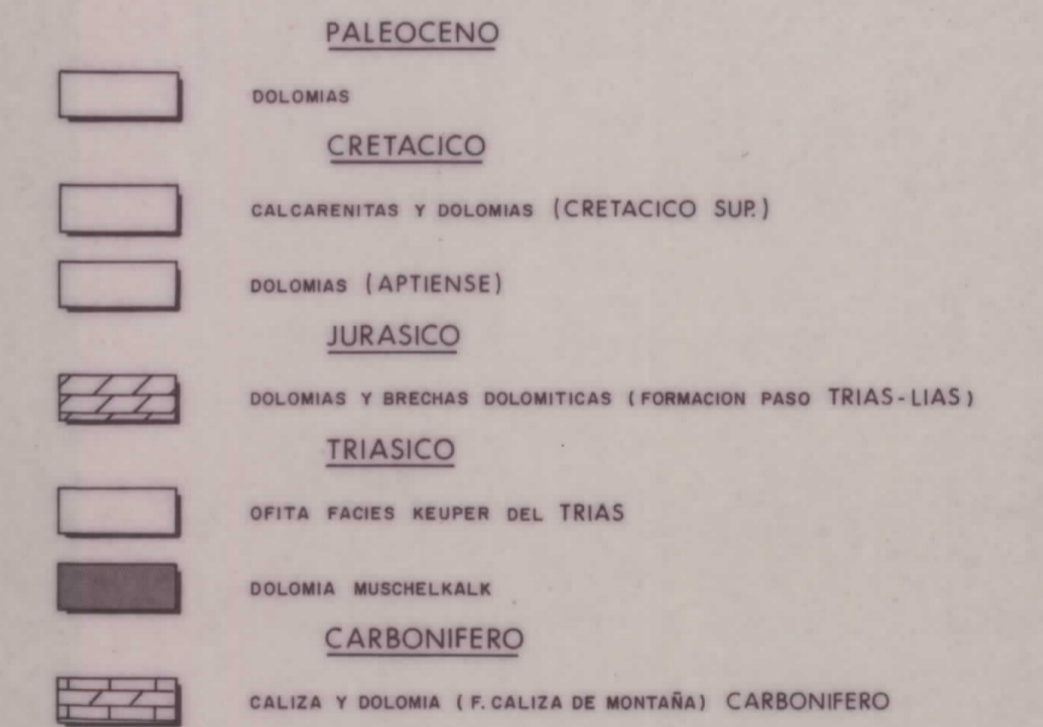 PALEOCENO
DOLOMIAS
CRETACICO
CALCARENITAS Y DOLOMIAS (CRETACICO SUP.)
DOLOMIAS (APTIENSE)
JURASICO
DOLOMIAS Y BRECHAS DOLOMITICAS (FORMACION PASO TRIAS-LIAS)
TRIASICO
OFITA FACIES KEUPER DEL TRIAS
DOLOMIA MUSCHELKALK
CARBONIFERO
CALIZA Y DOLOMIA (F. CALIZA DE MONTAÑA) CARBONIFERO